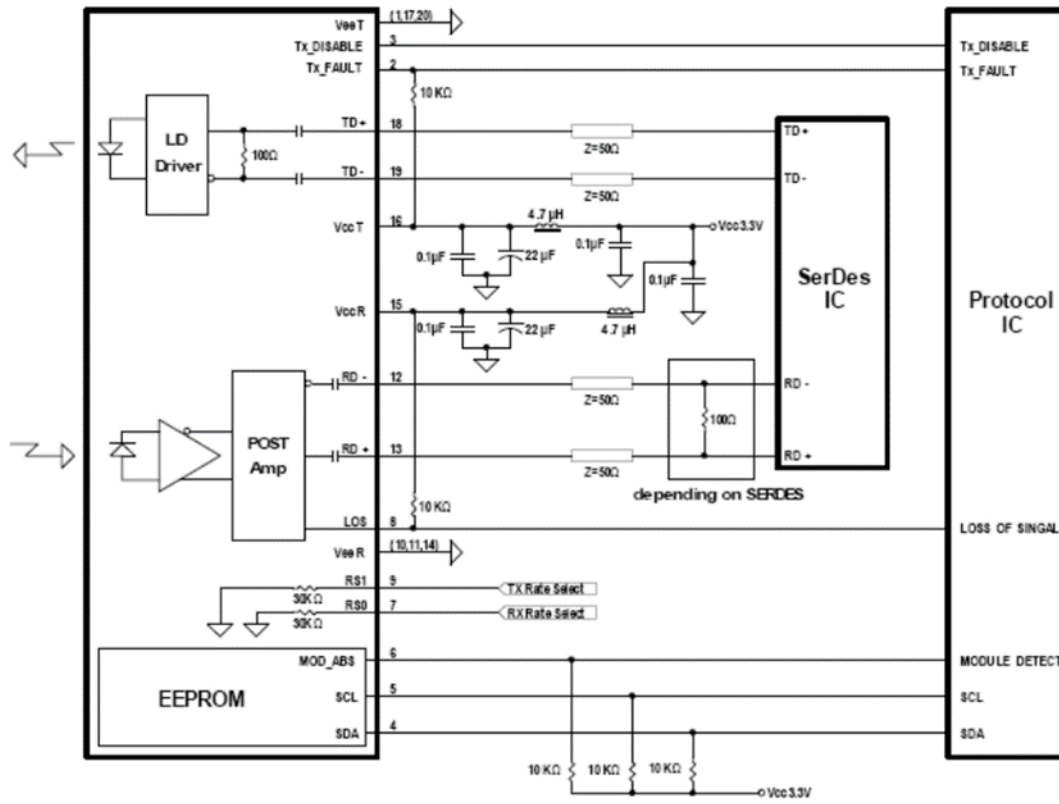 VeeT (1,17,20)
Tx_DISABLE 3 Tx_DISABLE
Tx_FAULT 2 Tx_FAULT
10 KΩ
LD Driver
100Ω
TD+ 18 Z=50Ω TD+
TD- 19 Z=50Ω TD-
VccT 16 4.7 μH Vcc3.3V
0.1μF 22 μF 0.1μF 0.1μF
SerDes IC
Protocol IC
VccR 15
0.1μF 22 μF 4.7 μH
RD - 12 Z=50Ω RD -
POST Amp
100Ω
RD + 13 Z=50Ω RD +
depending on SERDES
10 KΩ
LOS 8 LOSS OF SINGAL
VeeR (10,11,14)
RS1 9 TX Rate Select
30KΩ
RS0 7 RX Rate Select
30KΩ
EEPROM
MOD_ABS 6 MODULE DETECT
SCL 5 SCL
SDA 4 SDA
10 KΩ 10 KΩ 10 KΩ
Vcc3.3V